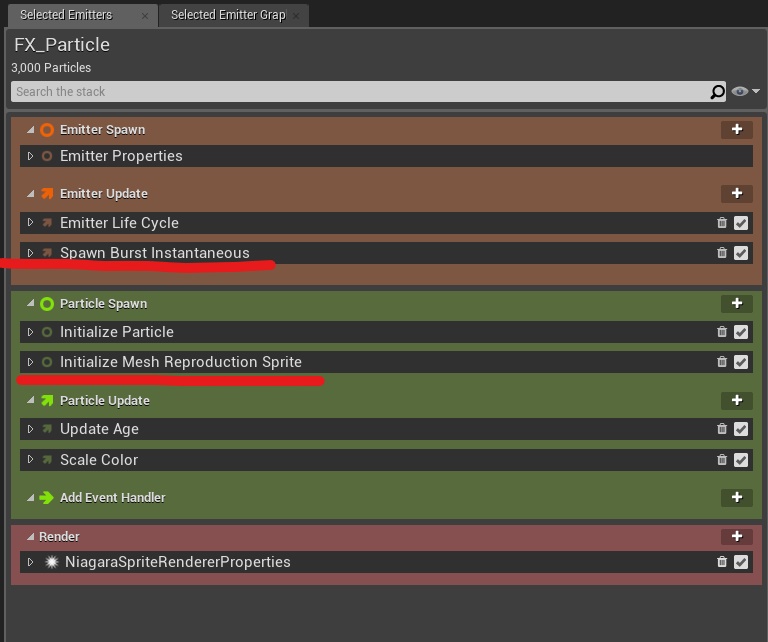 Selected Emitters
Selected Emitter Grap
FX_Particle
3,000 Particles
Search the stack
Emitter Spawn
Emitter Properties
Emitter Update
Emitter Life Cycle
Spawn Burst Instantaneous
Particle Spawn
Initialize Particle
Initialize Mesh Reproduction Sprite
Particle Update
Update Age
Scale Color
Add Event Handler
Render
NiagaraSpriteRendererProperties